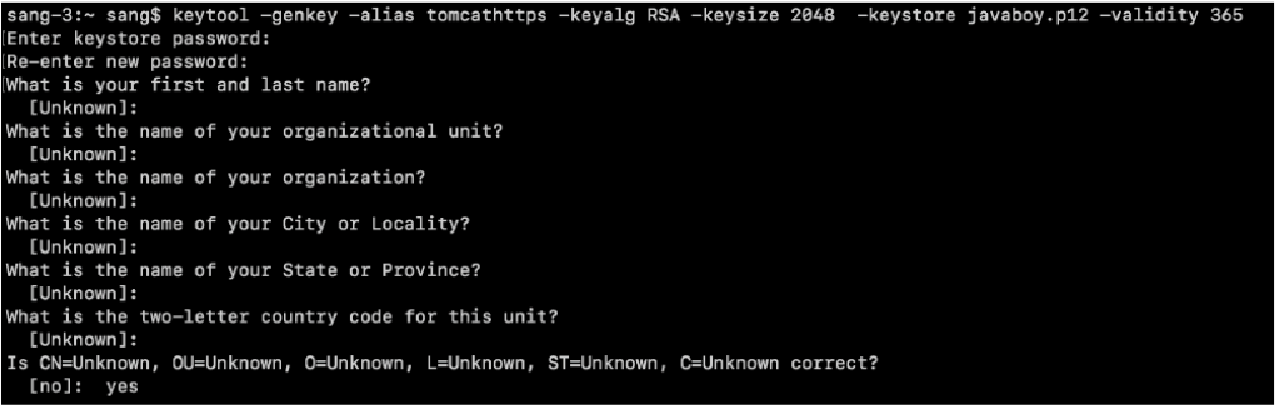 sang-3:~ sang$ keytool -genkey -alias tomcathttps -keyalg RSA -keysize 2048  -keystore javaboy.p12 -validity 365
[Enter keystore password:
[Re-enter new password:
[What is your first and last name?
  [Unknown]:
What is the name of your organizational unit?
  [Unknown]:
What is the name of your organization?
  [Unknown]:
What is the name of your City or Locality?
  [Unknown]:
What is the name of your State or Province?
  [Unknown]:
What is the two-letter country code for this unit?
  [Unknown]:
Is CN=Unknown, OU=Unknown, O=Unknown, L=Unknown, ST=Unknown, C=Unknown correct?
  [no]:  yes